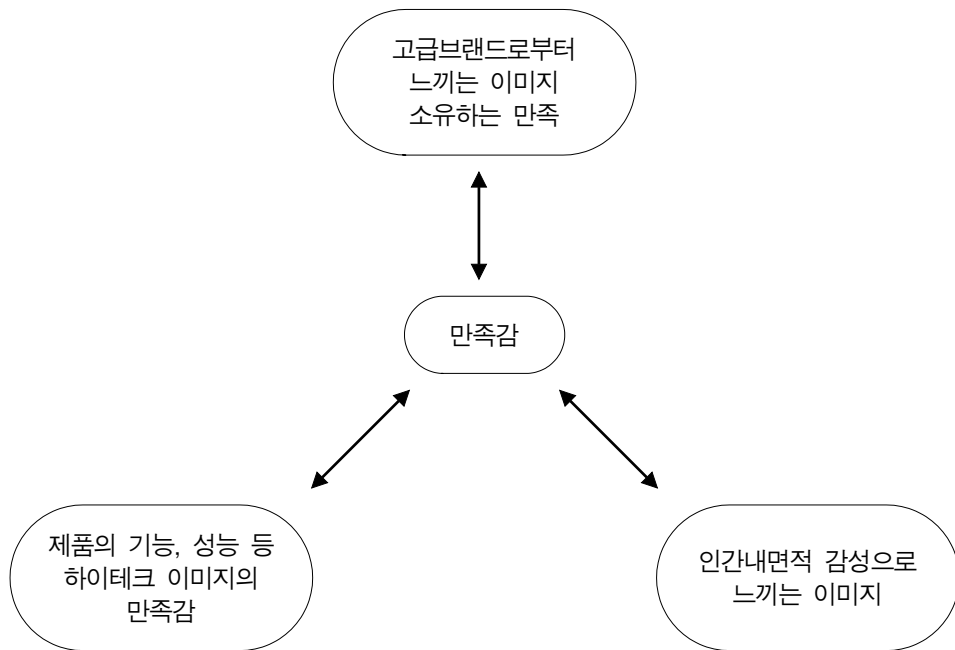 고급브랜드로부터
느끼는 이미지
소유하는 만족
만족감
제품의 기능, 성능 등
하이테크 이미지의
만족감
인간내면적 감성으로
느끼는 이미지